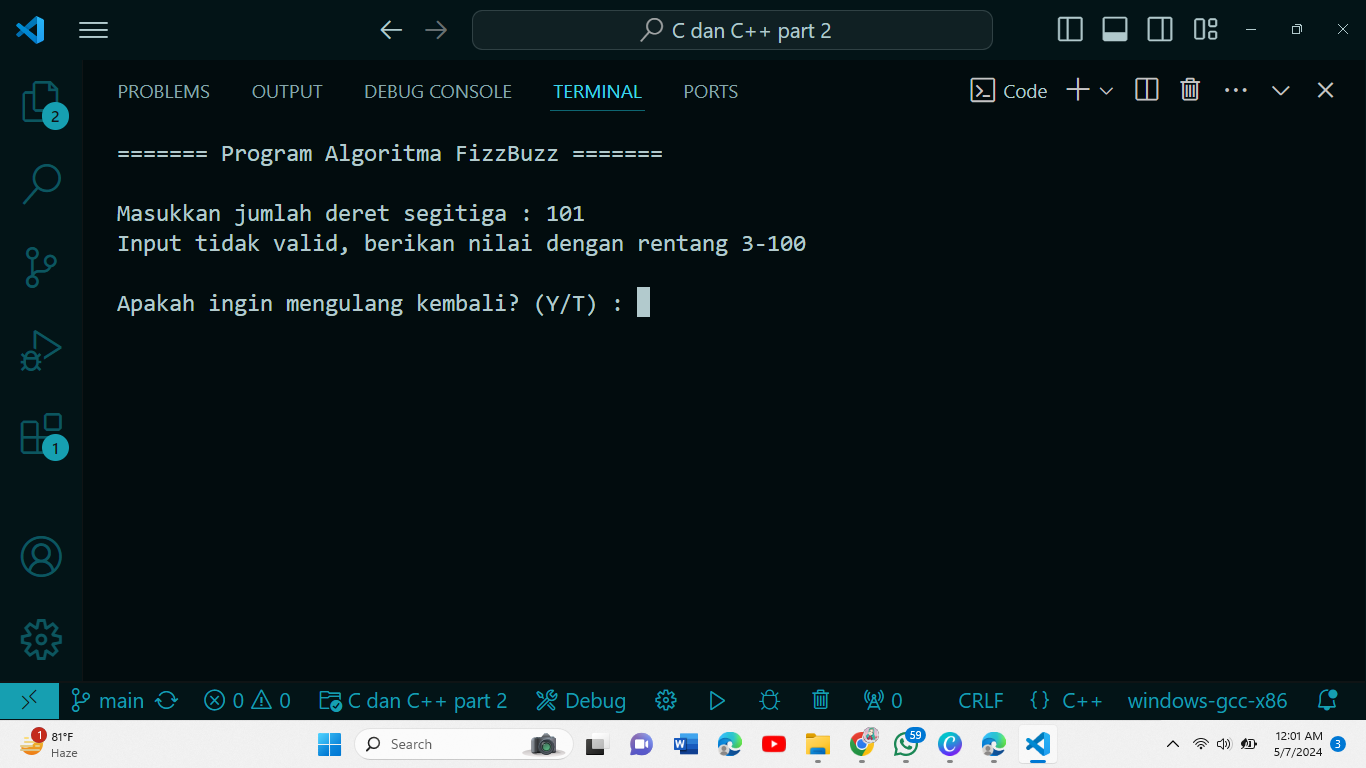 C dan C++ part 2
2
1
PROBLEMS OUTPUT DEBUG CONSOLE TERMINAL PORTS Code
======= Program Algoritma FizzBuzz =======
Masukkan jumlah deret segitiga : 101
Input tidak valid, berikan nilai dengan rentang 3-100
Apakah ingin mengulang kembali? (Y/T) :
main 0 0 C dan C++ part 2 Debug 0 CRLF {} C++ windows-gcc-x86
1 81°F
Haze
Search
59
12:01 AM
5/7/2024
3